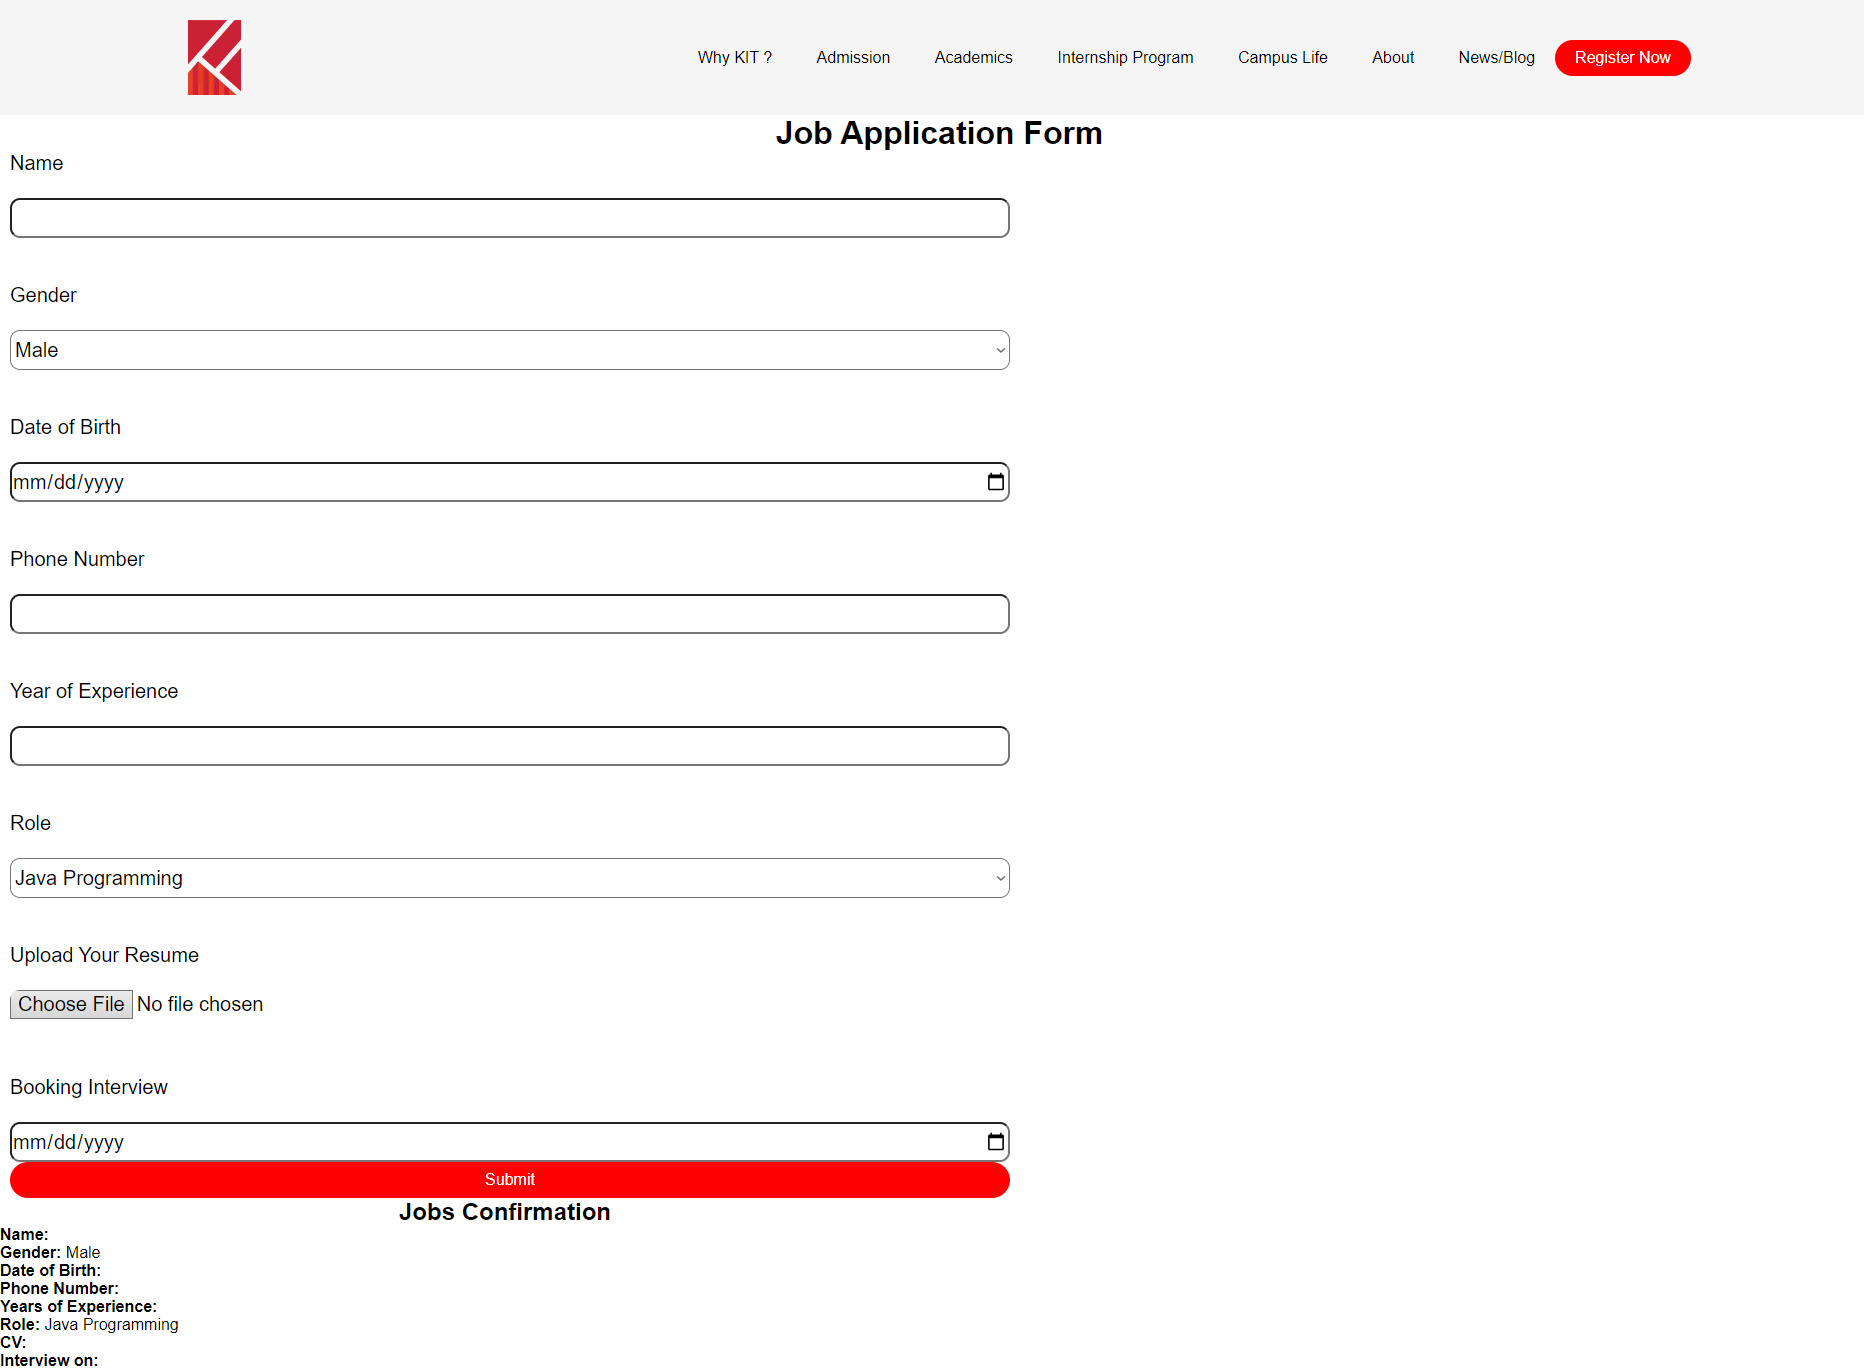 Why KIT ? Admission Academics Internship Program Campus Life About News/Blog Register Now
Job Application Form
Name
Gender
Male
Date of Birth
mm/dd/yyyy
Phone Number
Year of Experience
Role
Java Programming
Upload Your Resume
Choose File No file chosen
Booking Interview
mm/dd/yyyy
Submit
Jobs Confirmation
Name:
Gender: Male
Date of Birth:
Phone Number:
Years of Experience:
Role: Java Programming
CV:
Interview on: